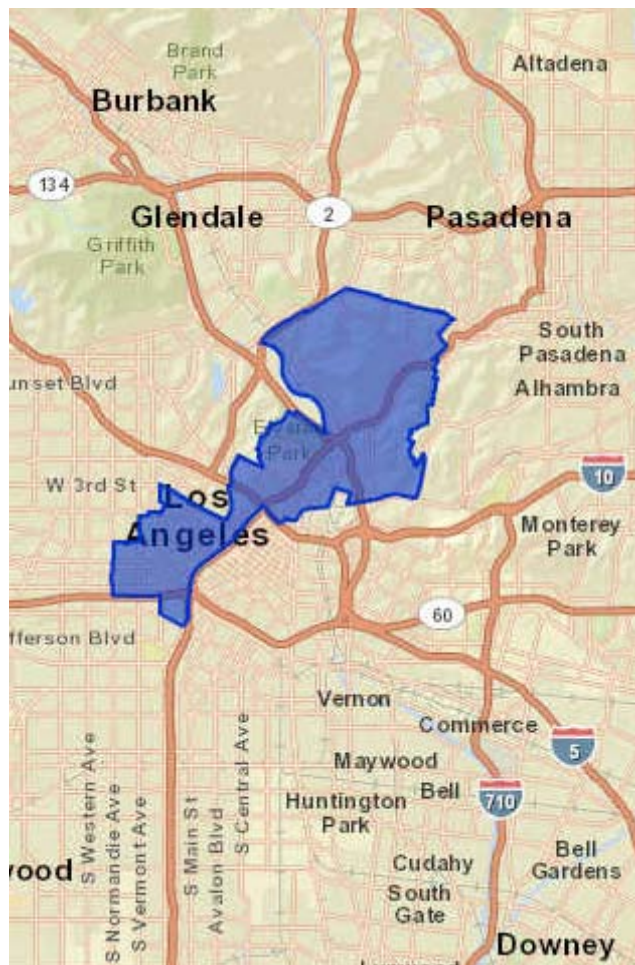 Brand
Park
Altadena
Burbank
134
Glendale
2
Pasadena
Griffith
Park
South
Pasadena
unset Blvd
Alhambra
Park
W 3rd St
Los
10
Angeles
Monterey
Park
60
fferson Blvd
Vernon
Commerce
5
Maywood
Bell
710
Huntington
Park
S Western Ave
S Normandie Ave
S Vermont Ave
S Main St
Avalon Blvd
S Central Ave
wood
Cudahy
Bell
Gardens
South
Gate
Downey